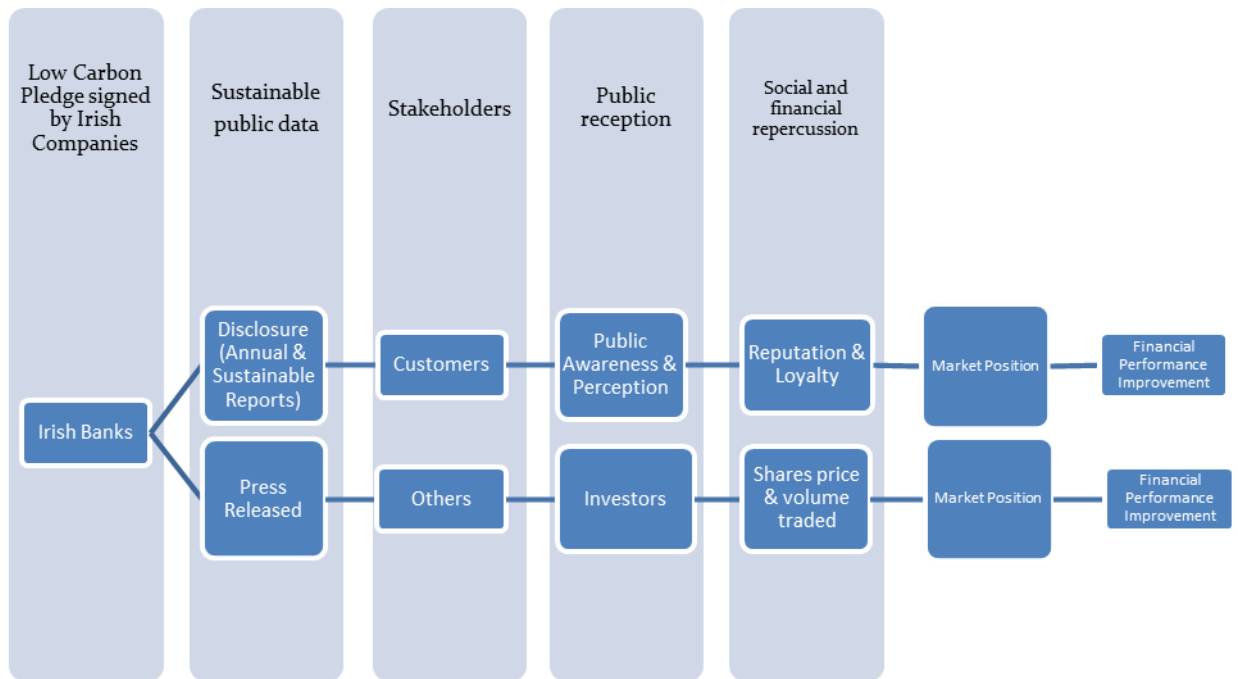 Low Carbon
Pledge signed
by Irish
Companies
Sustainable
public data
Stakeholders
Public
reception
Social and
financial
repercussion
Irish Banks
Disclosure
(Annual &
Sustainable
Reports)
Customers
Public
Awareness &
Perception
Reputation &
Loyalty
Market Position
Financial
Performance
Improvement
Press
Released
Others
Investors
Shares price
& volume
traded
Market Position
Financial
Performance
Improvement